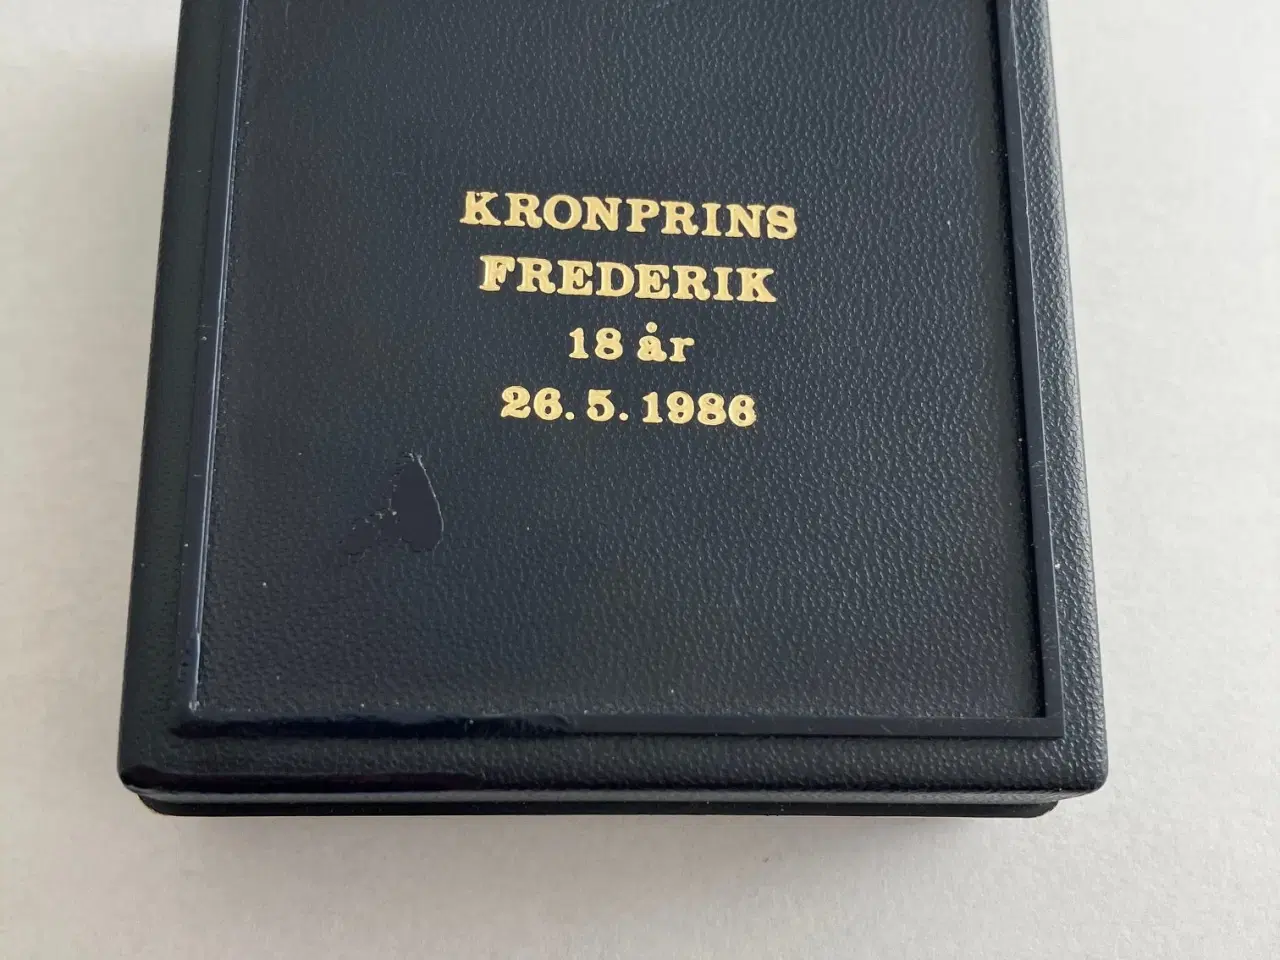 KRONPRINS
FREDERIK
18 år
26.5.1986